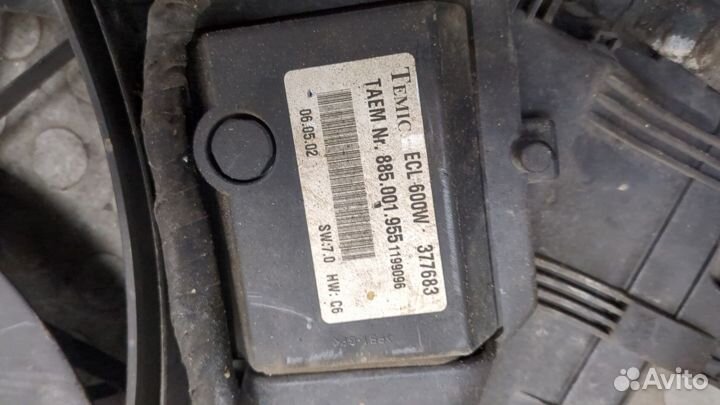 TEMIC ECL-600W· 377683
TAEM Nr. 885.001.955 1199096
06.05.02 SW:7.0 HW: C6
Avito